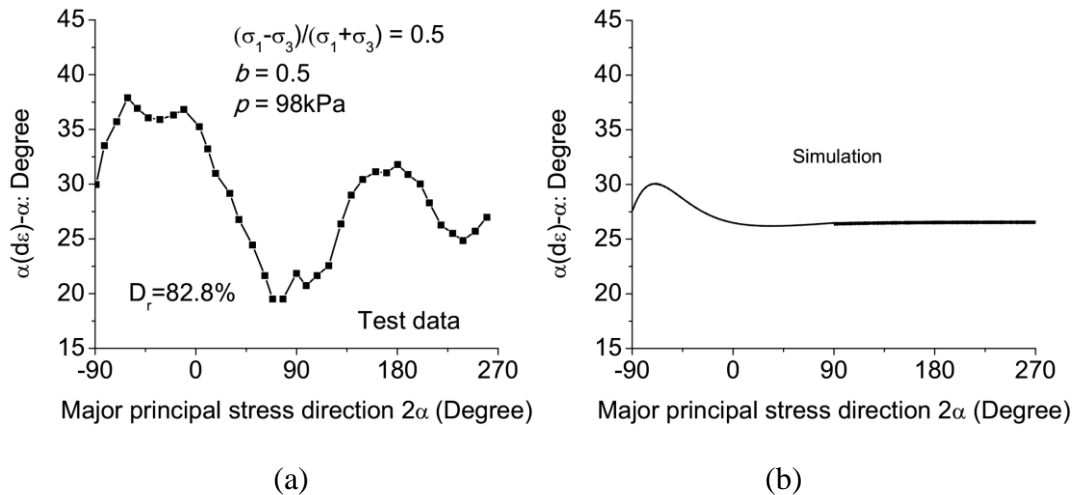 45
40
35
30
25
20
15
α(dε)-α: Degree
(σ₁-σ₃)/(σ₁+σ₃) = 0.5
b = 0.5
p = 98kPa
Dᵣ=82.8%
Test data
-90 0 90 180 270
Major principal stress direction 2α (Degree)
(a)
45
40
35
30
25
20
15
α(dε)-α: Degree
Simulation
-90 0 90 180 270
Major principal stress direction 2α (Degree)
(b)